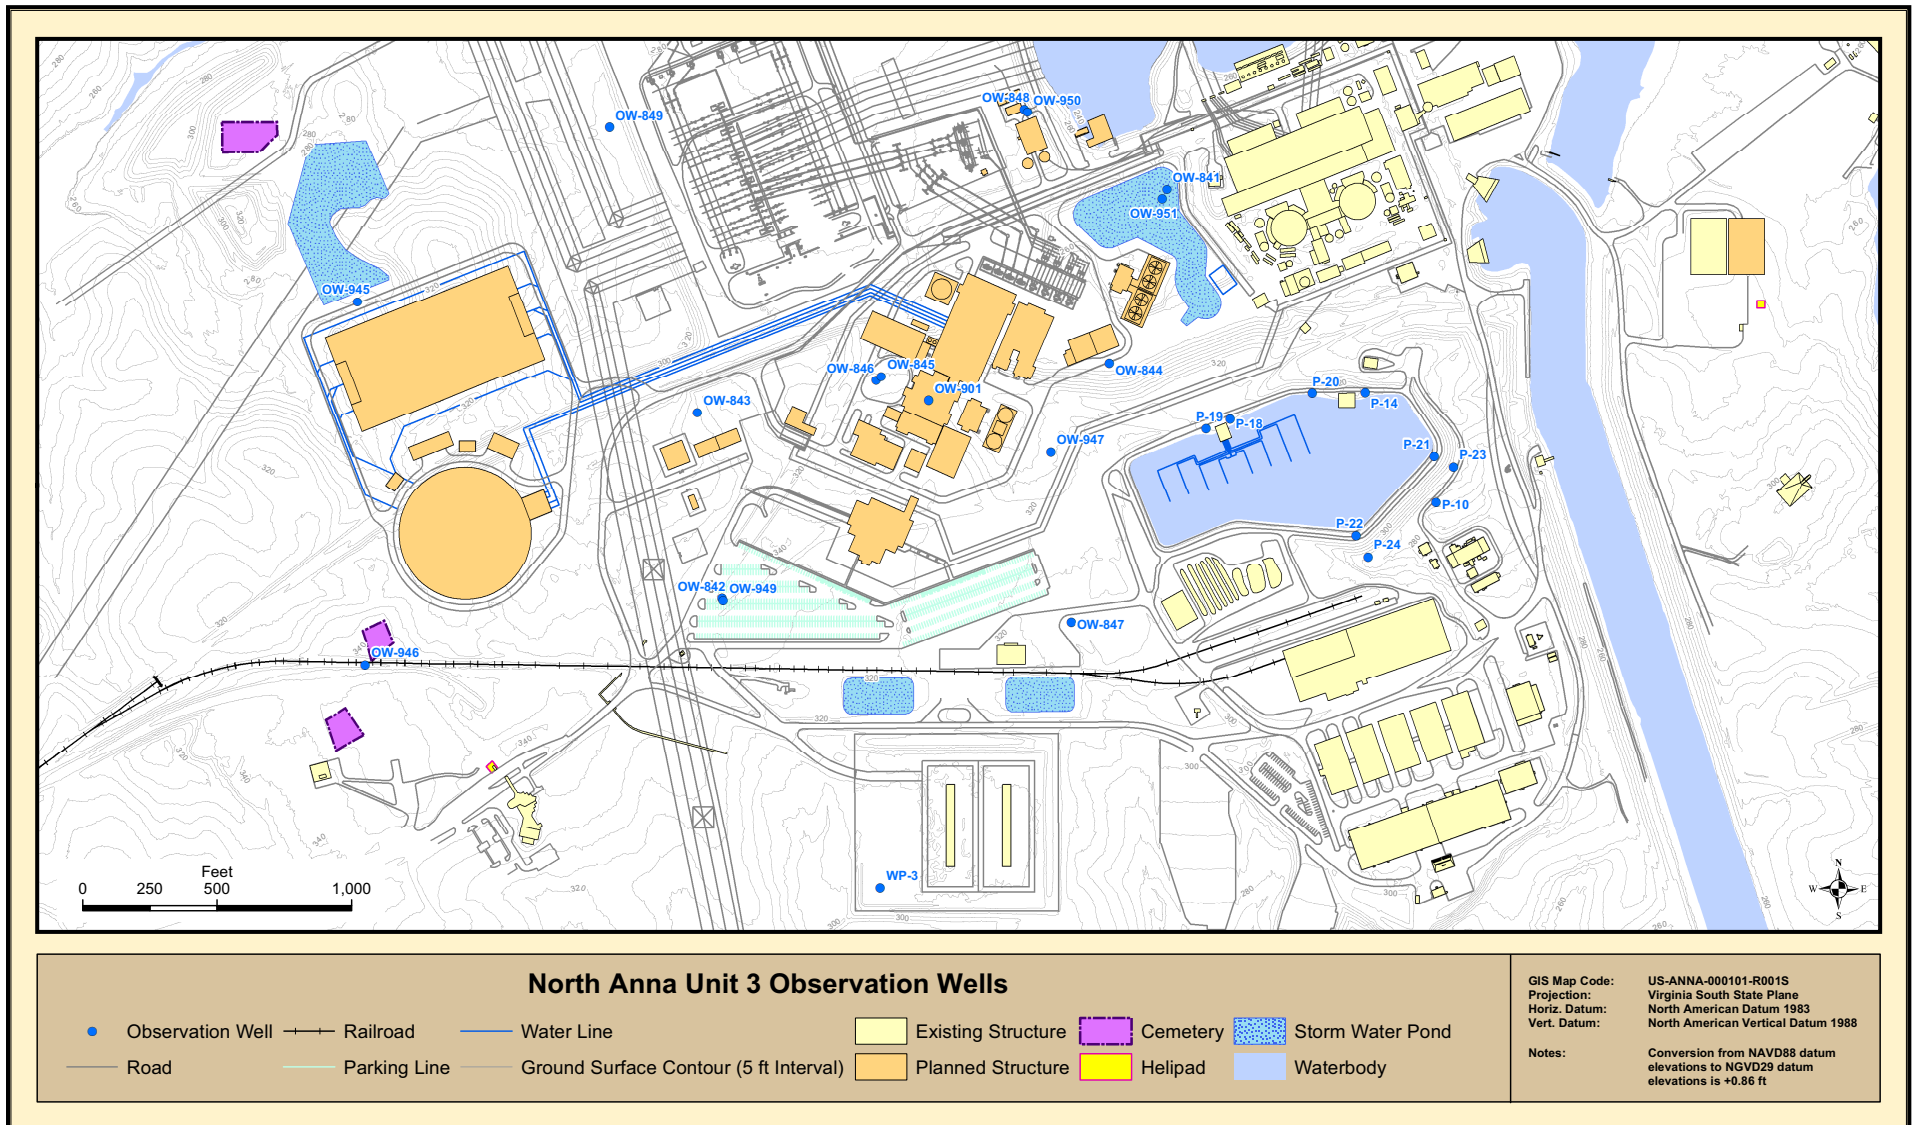 OW-849
OW-848
OW-950
OW-841
OW-951
OW-945
OW-846
OW-845
OW-844
OW-901
OW-843
P-20
P-14
P-19
P-18
OW-947
P-21
P-23
P-10
P-22
P-24
OW-842
OW-949
OW-847
OW-946
WP-3
Feet
0 250 500 1,000
N
W E
S
North Anna Unit 3 Observation Wells
Observation Well
Railroad
Water Line
Existing Structure
Cemetery
Storm Water Pond
Road
Parking Line
Ground Surface Contour (5 ft Interval)
Planned Structure
Helipad
Waterbody
GIS Map Code: US-ANNA-000101-R001S
Projection: Virginia South State Plane
Horiz. Datum: North American Datum 1983
Vert. Datum: North American Vertical Datum 1988
Notes: Conversion from NAVD88 datum
elevations to NGVD29 datum
elevations is +0.86 ft